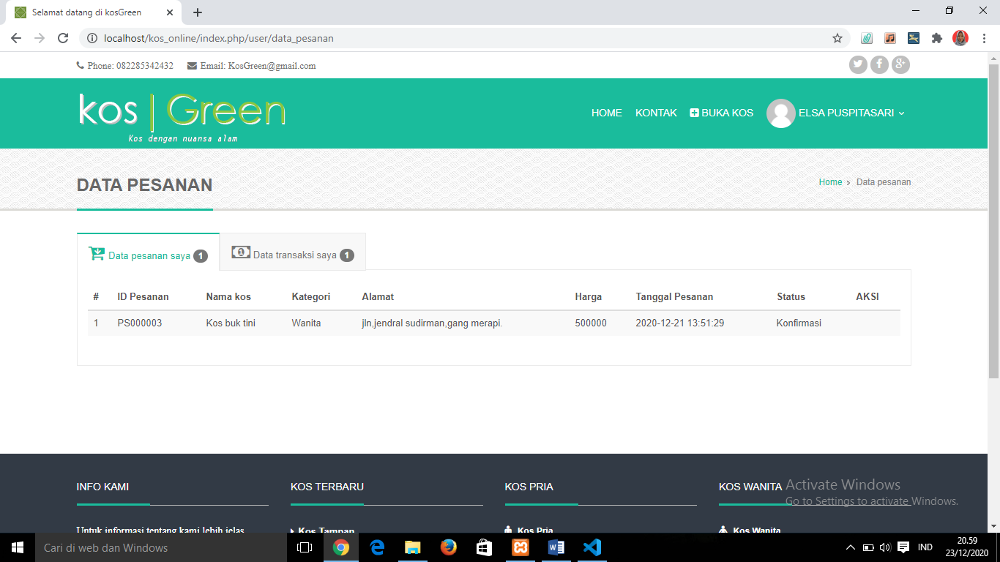 Selamat datang di kosGreen
localhost/kos_online/index.php/user/data_pesanan
Phone: 082285342432 Email: KosGreen@gmail.com
kos | Green
Kos dengan nuansa alam
HOME KONTAK BUKA KOS ELSA PUSPITASARI
DATA PESANAN
Home > Data pesanan
Data pesanan saya 1 Data transaksi saya 1
# ID Pesanan Nama kos Kategori Alamat Harga Tanggal Pesanan Status AKSI
1 PS000003 Kos buk tini Wanita jln,jendral sudirman,gang merapi. 500000 2020-12-21 13:51:29 Konfirmasi
INFO KAMI KOS TERBARU KOS PRIA KOS WANITA
Activate Windows
Go to Settings to activate Windows.
Untuk informasi tentang kami lebih jelas Kos Tampan Kos Pria Kos Wanita
Cari di web dan Windows
IND
20.59
23/12/2020